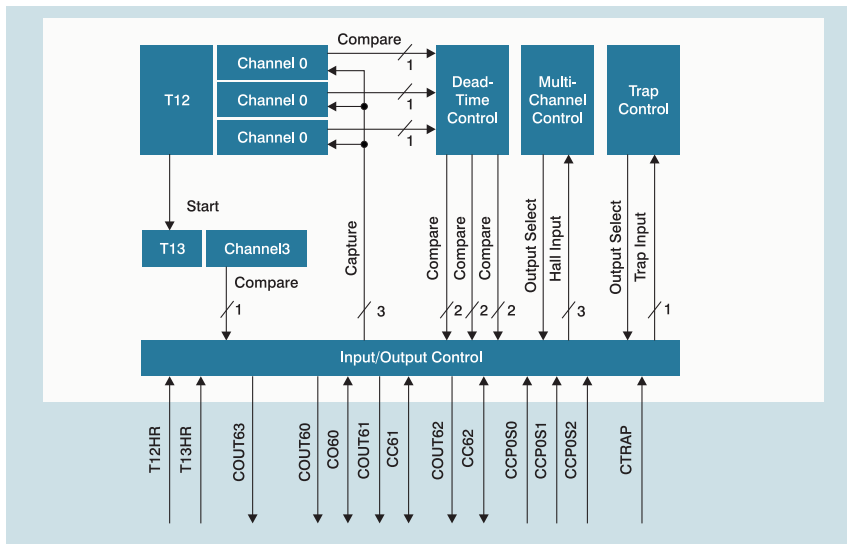 Compare
T12
Channel 0
Channel 0
Channel 0
1
1
1
Dead-
Time
Control
Multi-
Channel
Control
Trap
Control
Start
T13
Channel3
Compare
1
Capture
3
Compare
2
Compare
2
Compare
2
Output Select
Hall Input
3
Output Select
Trap Input
1
Input/Output Control
T12HR
T13HR
COUT63
COUT60
CO60
COUT61
CC61
COUT62
CC62
CCP0S0
CCP0S1
CCP0S2
CTRAP